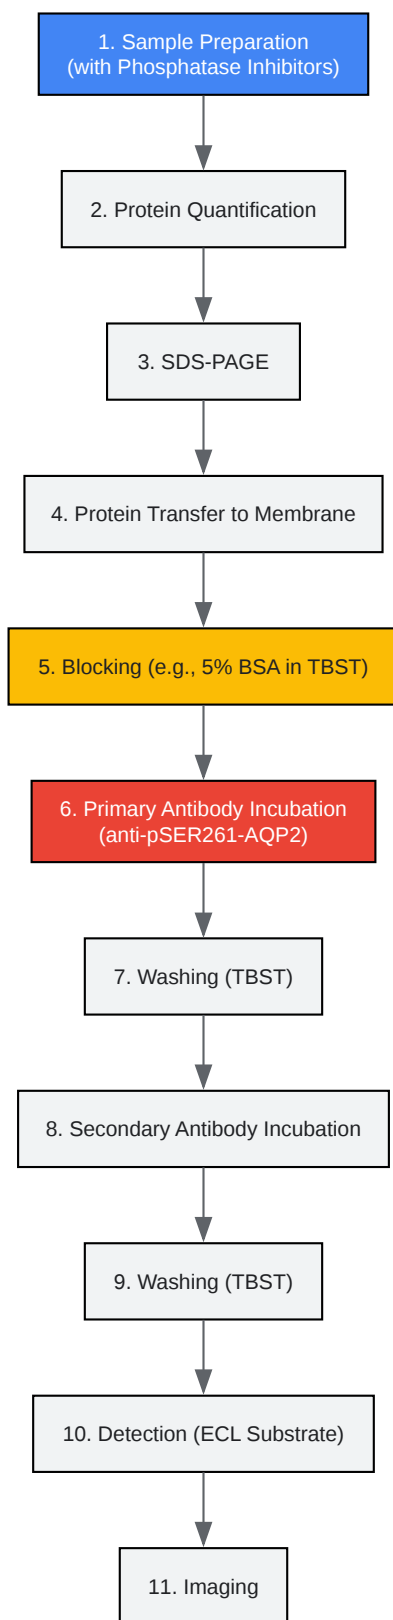 1. Sample Preparation
(with Phosphatase Inhibitors)
2. Protein Quantification
3. SDS-PAGE
4. Protein Transfer to Membrane
5. Blocking (e.g., 5% BSA in TBST)
6. Primary Antibody Incubation
(anti-pSER261-AQP2)
7. Washing (TBST)
8. Secondary Antibody Incubation
9. Washing (TBST)
10. Detection (ECL Substrate)
11. Imaging